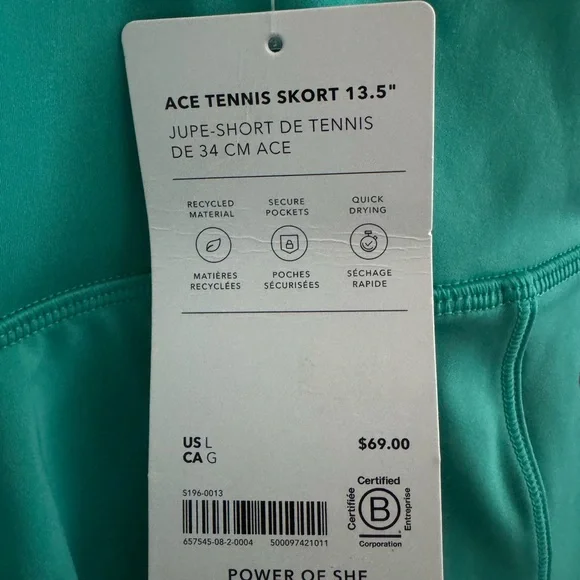 ACE TENNIS SKORT 13.5"
JUPE-SHORT DE TENNIS
DE 34 CM ACE
RECYCLED
MATERIAL
SECURE
POCKETS
QUICK
DRYING
MATIÈRES
RECYCLÉES
POCHES
SÉCURISÉES
SÉCHAGE
RAPIDE
US L
CA G
$69.00
S196-0013
657545-08-2-0004 500097421011
Certified
Certifiée
B
Entreprise
Corporation
POWER OF SHE